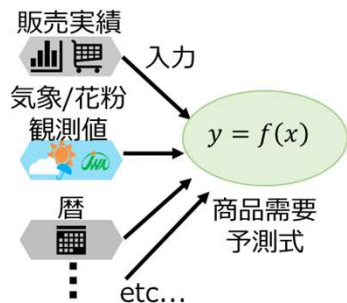 販売実績
入力
気象/花粉
観測値
JWA
y = f(x)
暦
商品需要
予測式
etc...